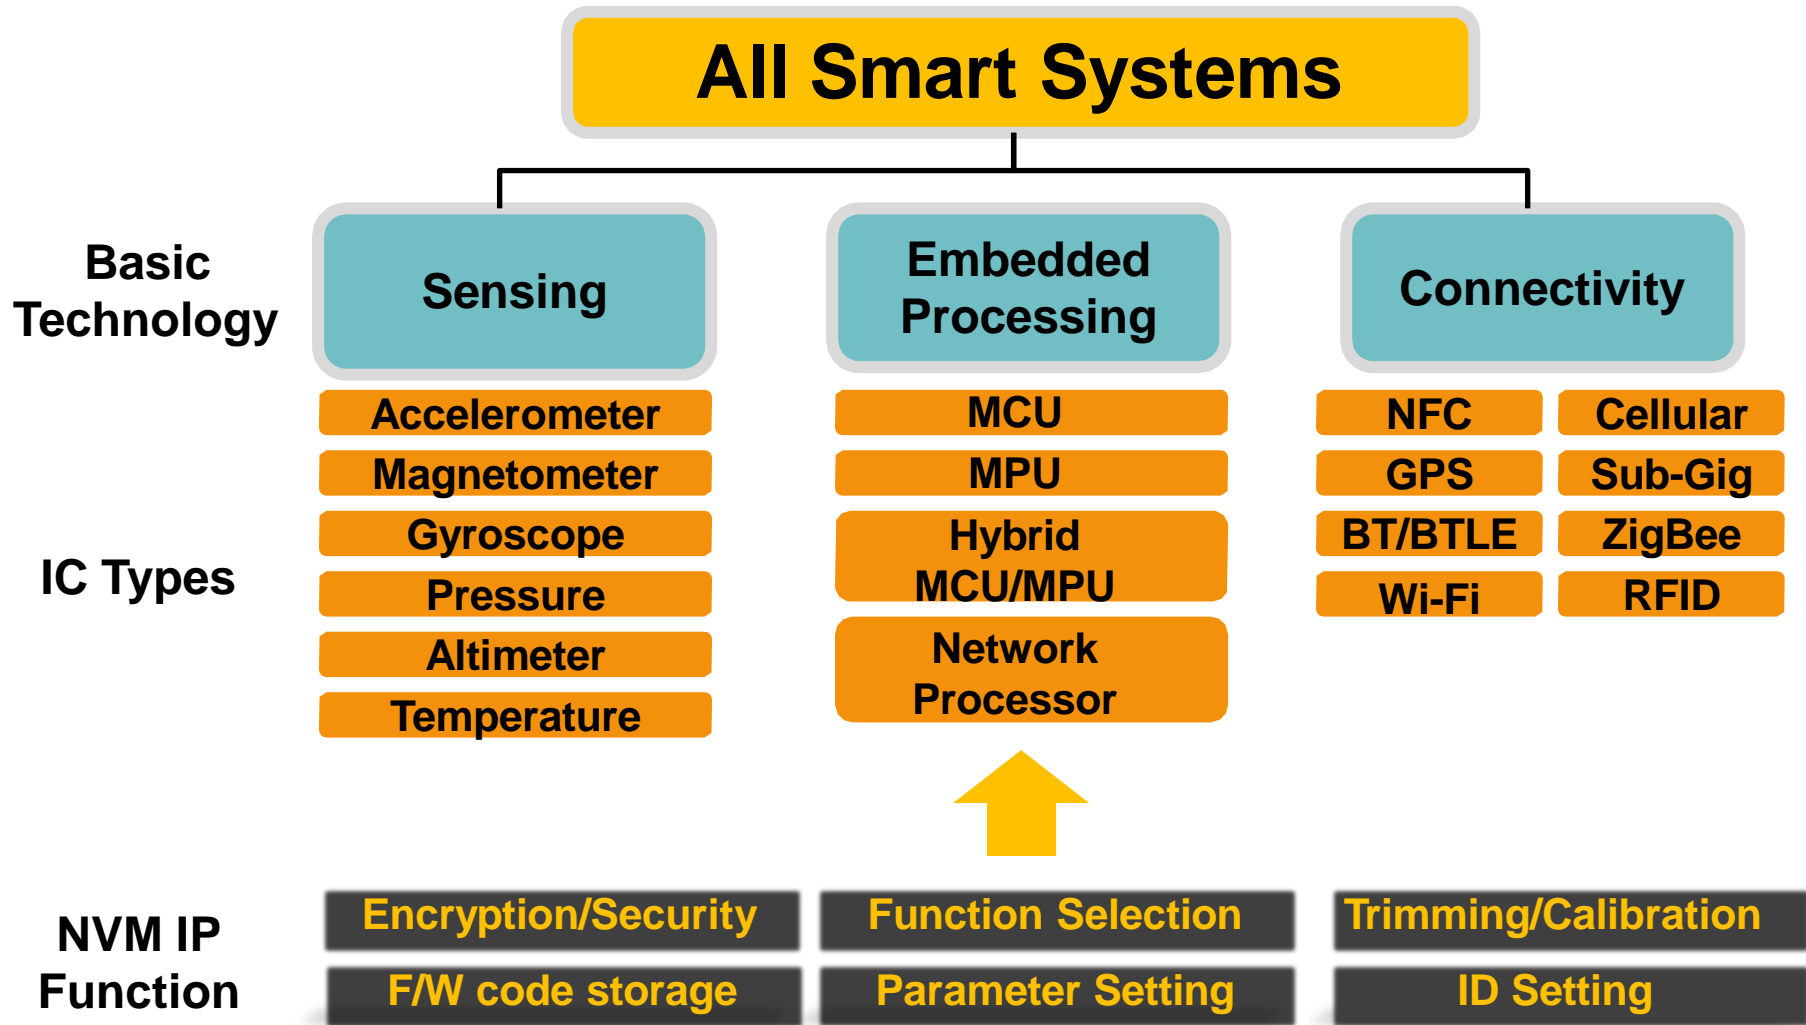 All Smart Systems
Basic
Technology
Sensing
Embedded
Processing
Connectivity
IC Types
Accelerometer
Magnetometer
Gyroscope
Pressure
Altimeter
Temperature
MCU
MPU
Hybrid
MCU/MPU
Network
Processor
NFC
Cellular
GPS
Sub-Gig
BT/BTLE
ZigBee
Wi-Fi
RFID
NVM IP
Function
Encryption/Security
Function Selection
Trimming/Calibration
F/W code storage
Parameter Setting
ID Setting